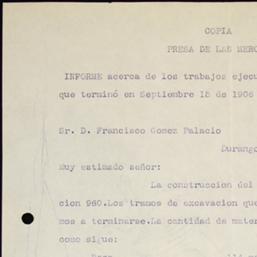 COPIA
PRESA DE LAS MERC
INFORME acerca de los trabajos ejecu
que terminó en Septiembre 15 de 1906
Sr. D. Francisco Gomez Palacio
Durango
Muy estimado señor:
La construccion del
cion 960.Los tramos de excavacion que
mos a terminarse.La cantidad de mater
como sigue: